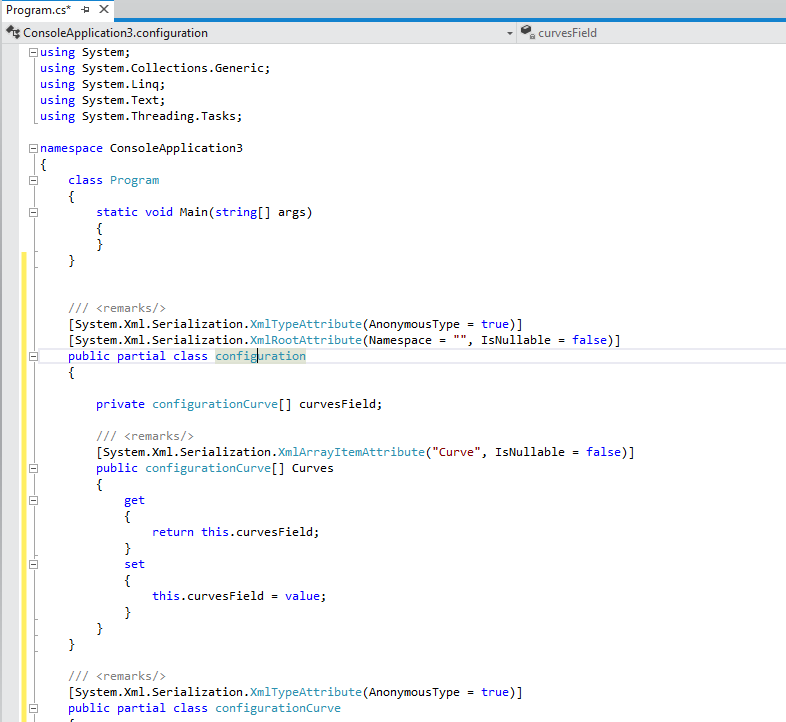 Program.cs*
ConsoleApplication3.configuration curvesField
using System;
using System.Collections.Generic;
using System.Linq;
using System.Text;
using System.Threading.Tasks;
namespace ConsoleApplication3
{
class Program
{
static void Main(string[] args)
{
}
}
/// <remarks/>
[System.Xml.Serialization.XmlTypeAttribute(AnonymousType = true)]
[System.Xml.Serialization.XmlRootAttribute(Namespace = "", IsNullable = false)]
public partial class configuration
{
private configurationCurve[] curvesField;
/// <remarks/>
[System.Xml.Serialization.XmlArrayItemAttribute("Curve", IsNullable = false)]
public configurationCurve[] Curves
{
get
{
return this.curvesField;
}
set
{
this.curvesField = value;
}
}
}
/// <remarks/>
[System.Xml.Serialization.XmlTypeAttribute(AnonymousType = true)]
public partial class configurationCurve
{